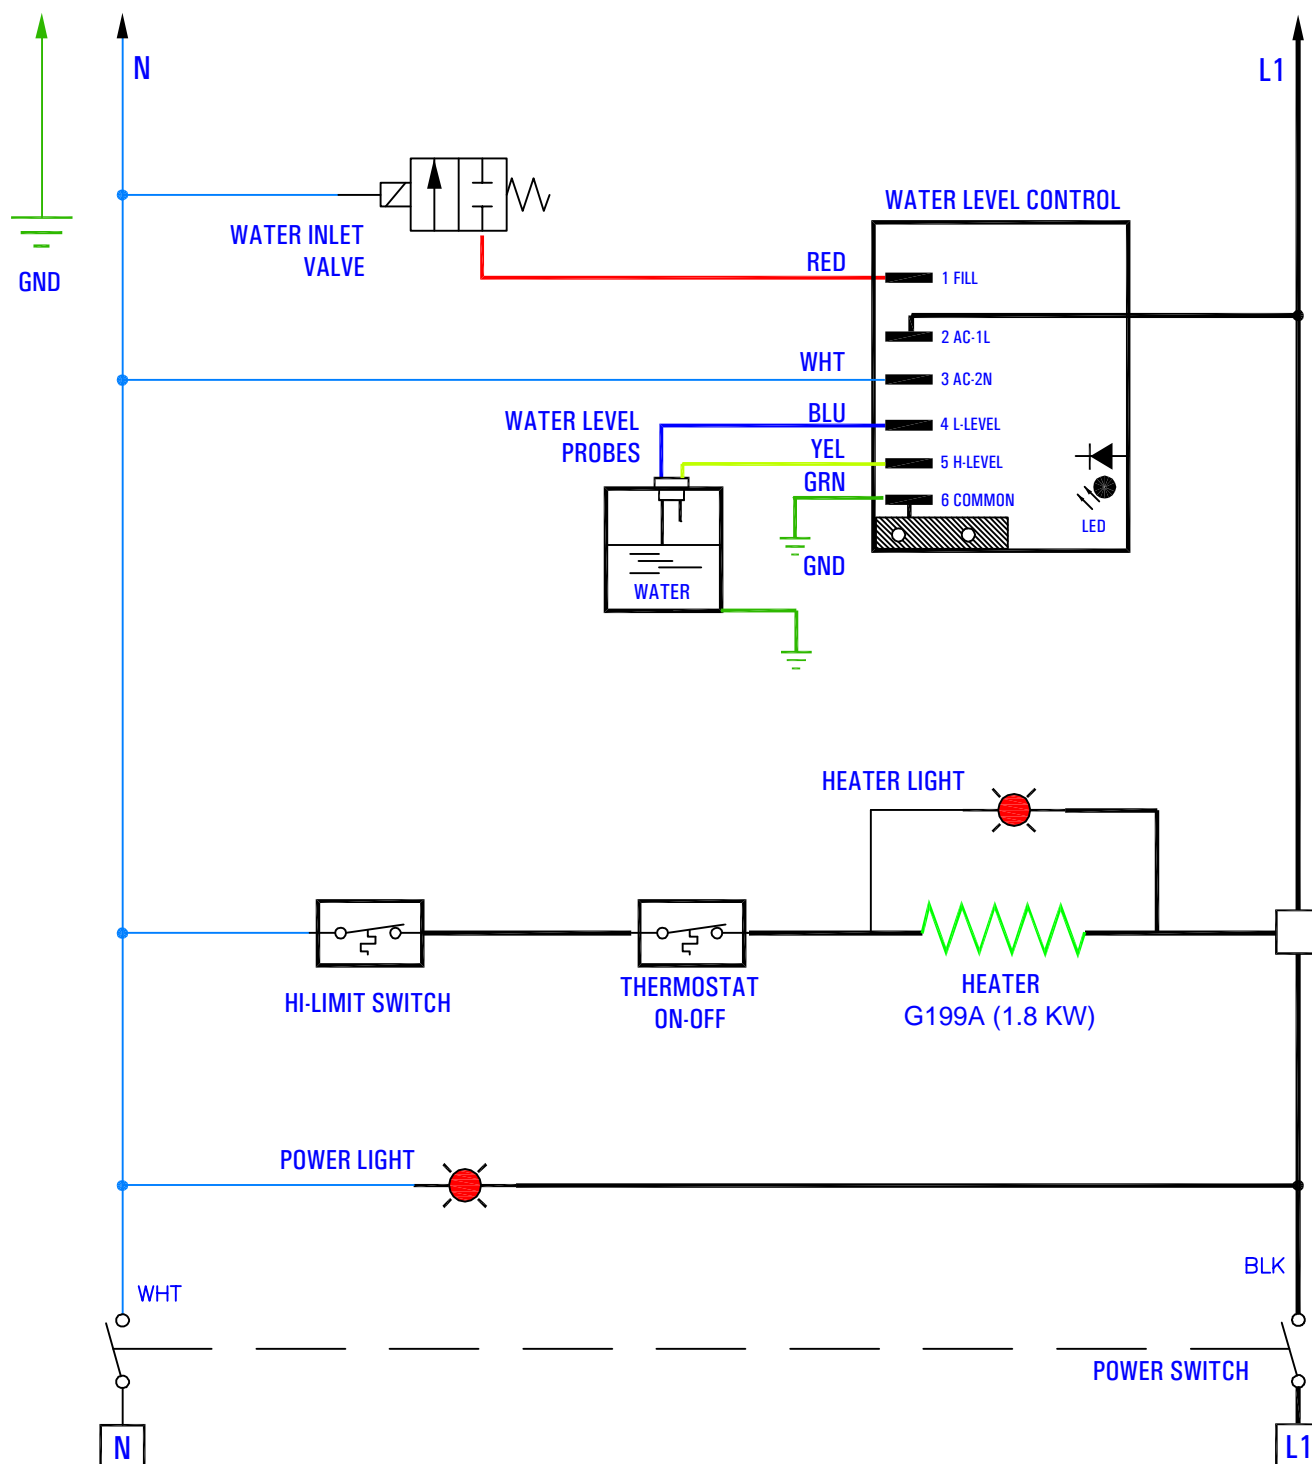 N
L1
GND
WATER INLET
VALVE
WATER LEVEL CONTROL
RED
1 FILL
2 AC-1L
WHT
3 AC-2N
WATER LEVEL
PROBES
BLU
4 L-LEVEL
YEL
5 H-LEVEL
GRN
6 COMMON
LED
GND
WATER
HEATER LIGHT
HI-LIMIT SWITCH
THERMOSTAT
ON-OFF
HEATER
G199A (1.8 KW)
POWER LIGHT
WHT
BLK
POWER SWITCH
N
L1